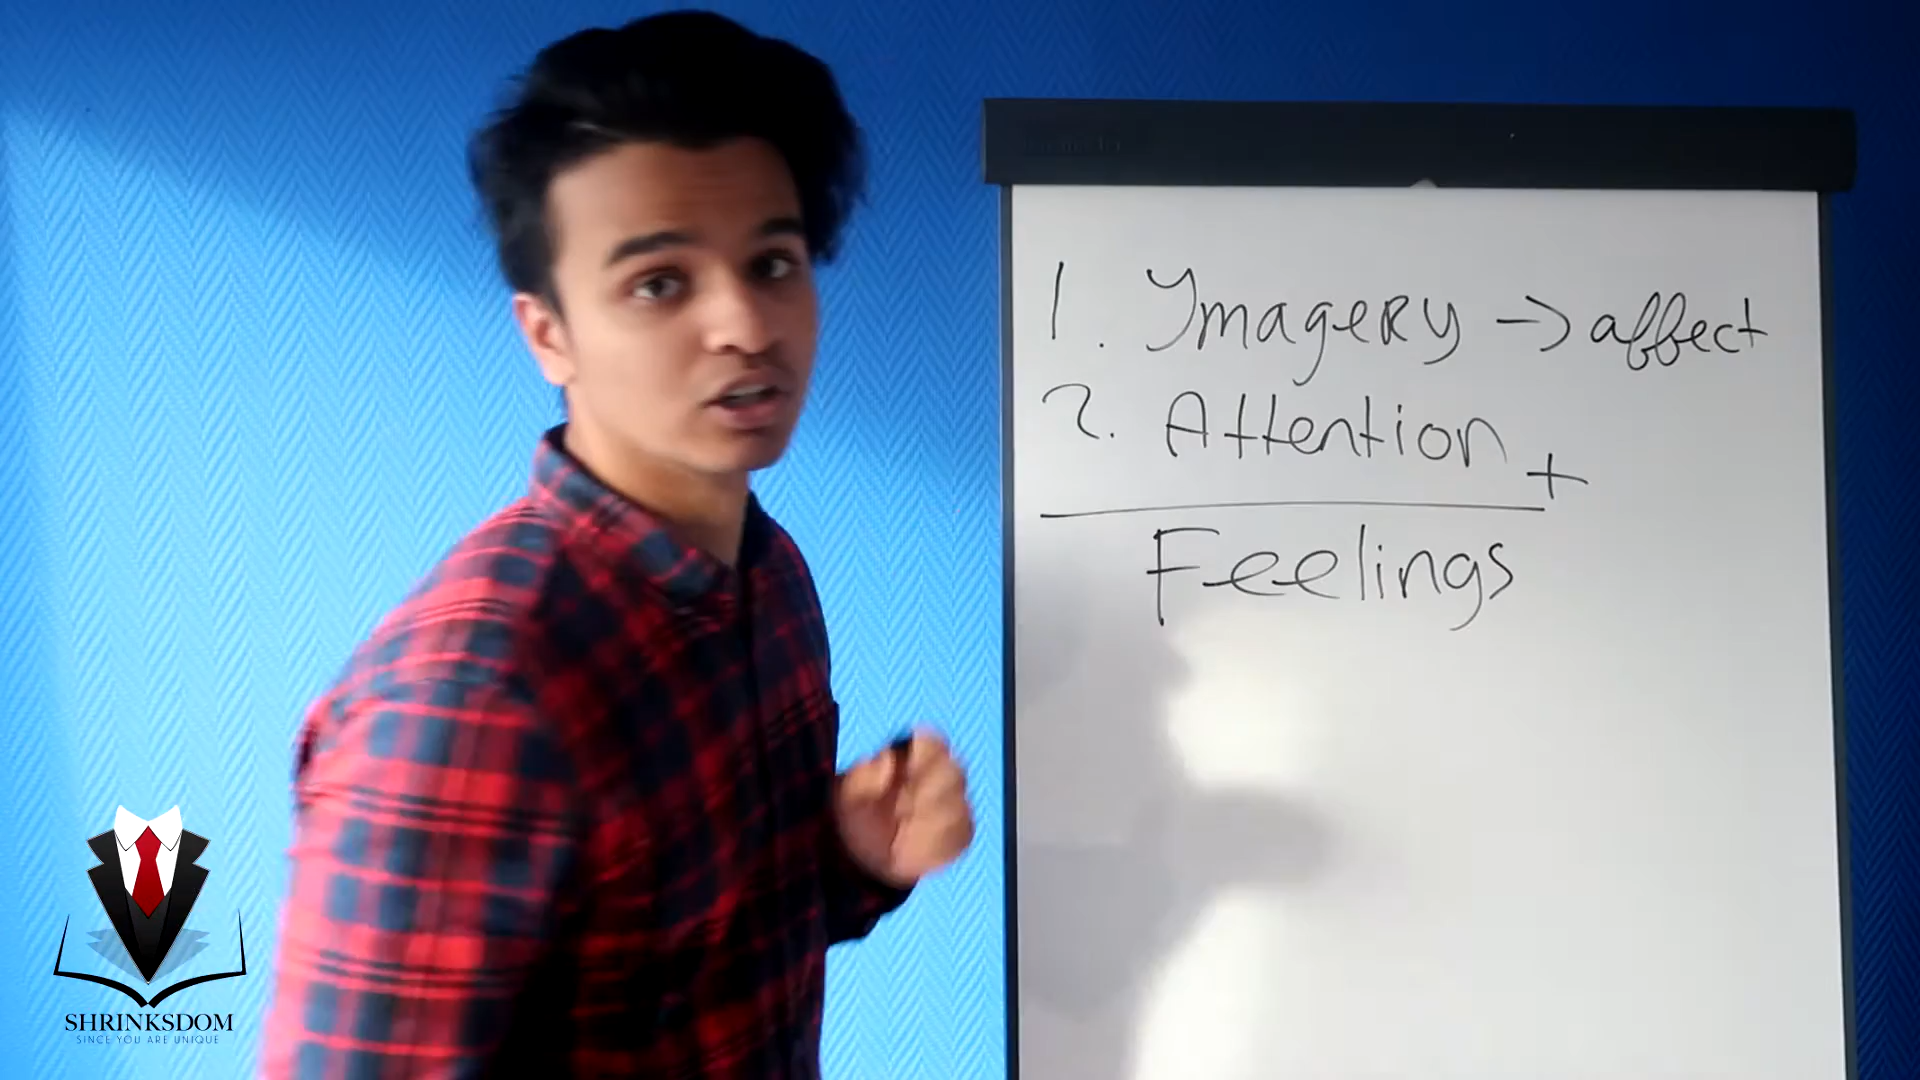 1. Imagery -> affect
2. Attention +
Feelings
SHRINKSDOM
SINCE YOU ARE UNIQUE